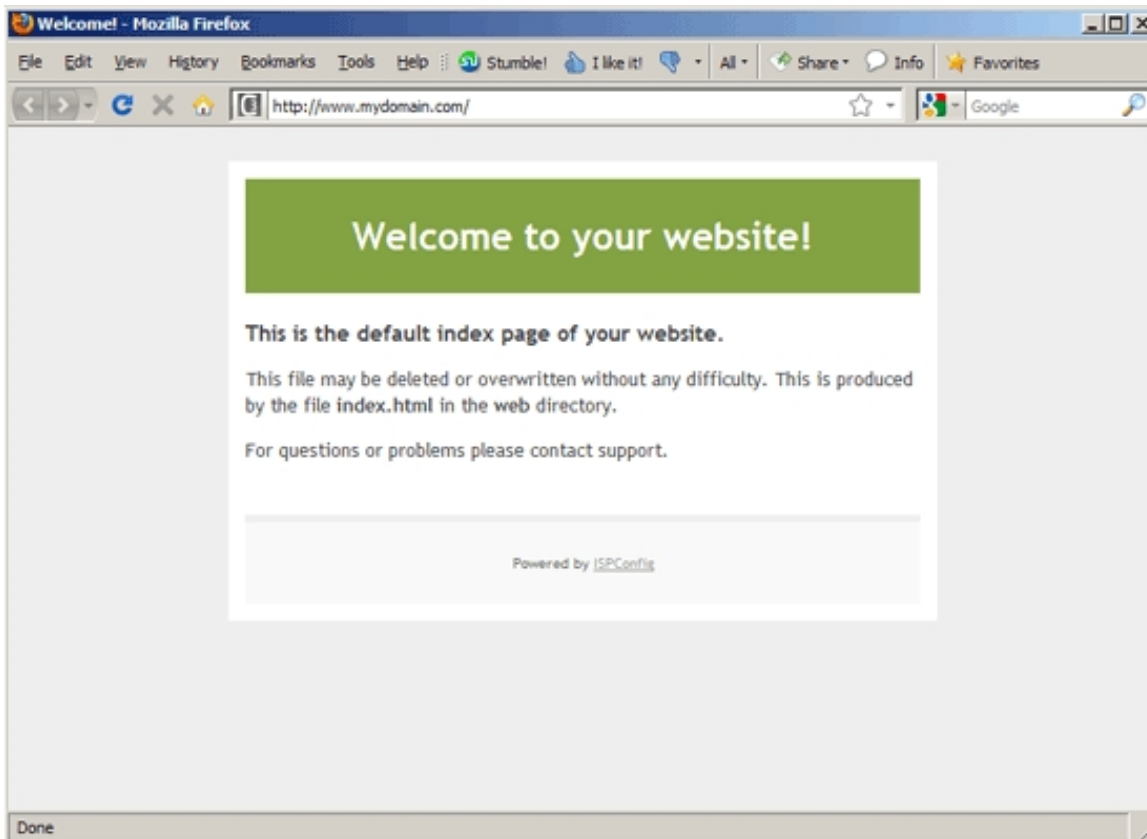 Welcome! - Mozilla Firefox
File Edit View History Bookmarks Tools Help Stumble! I like it! All Share Info Favorites
http://www.mydomain.com/ Google
Welcome to your website!
This is the default index page of your website.
This file may be deleted or overwritten without any difficulty. This is produced
by the file index.html in the web directory.
For questions or problems please contact support.
Powered by ISPConfig
Done